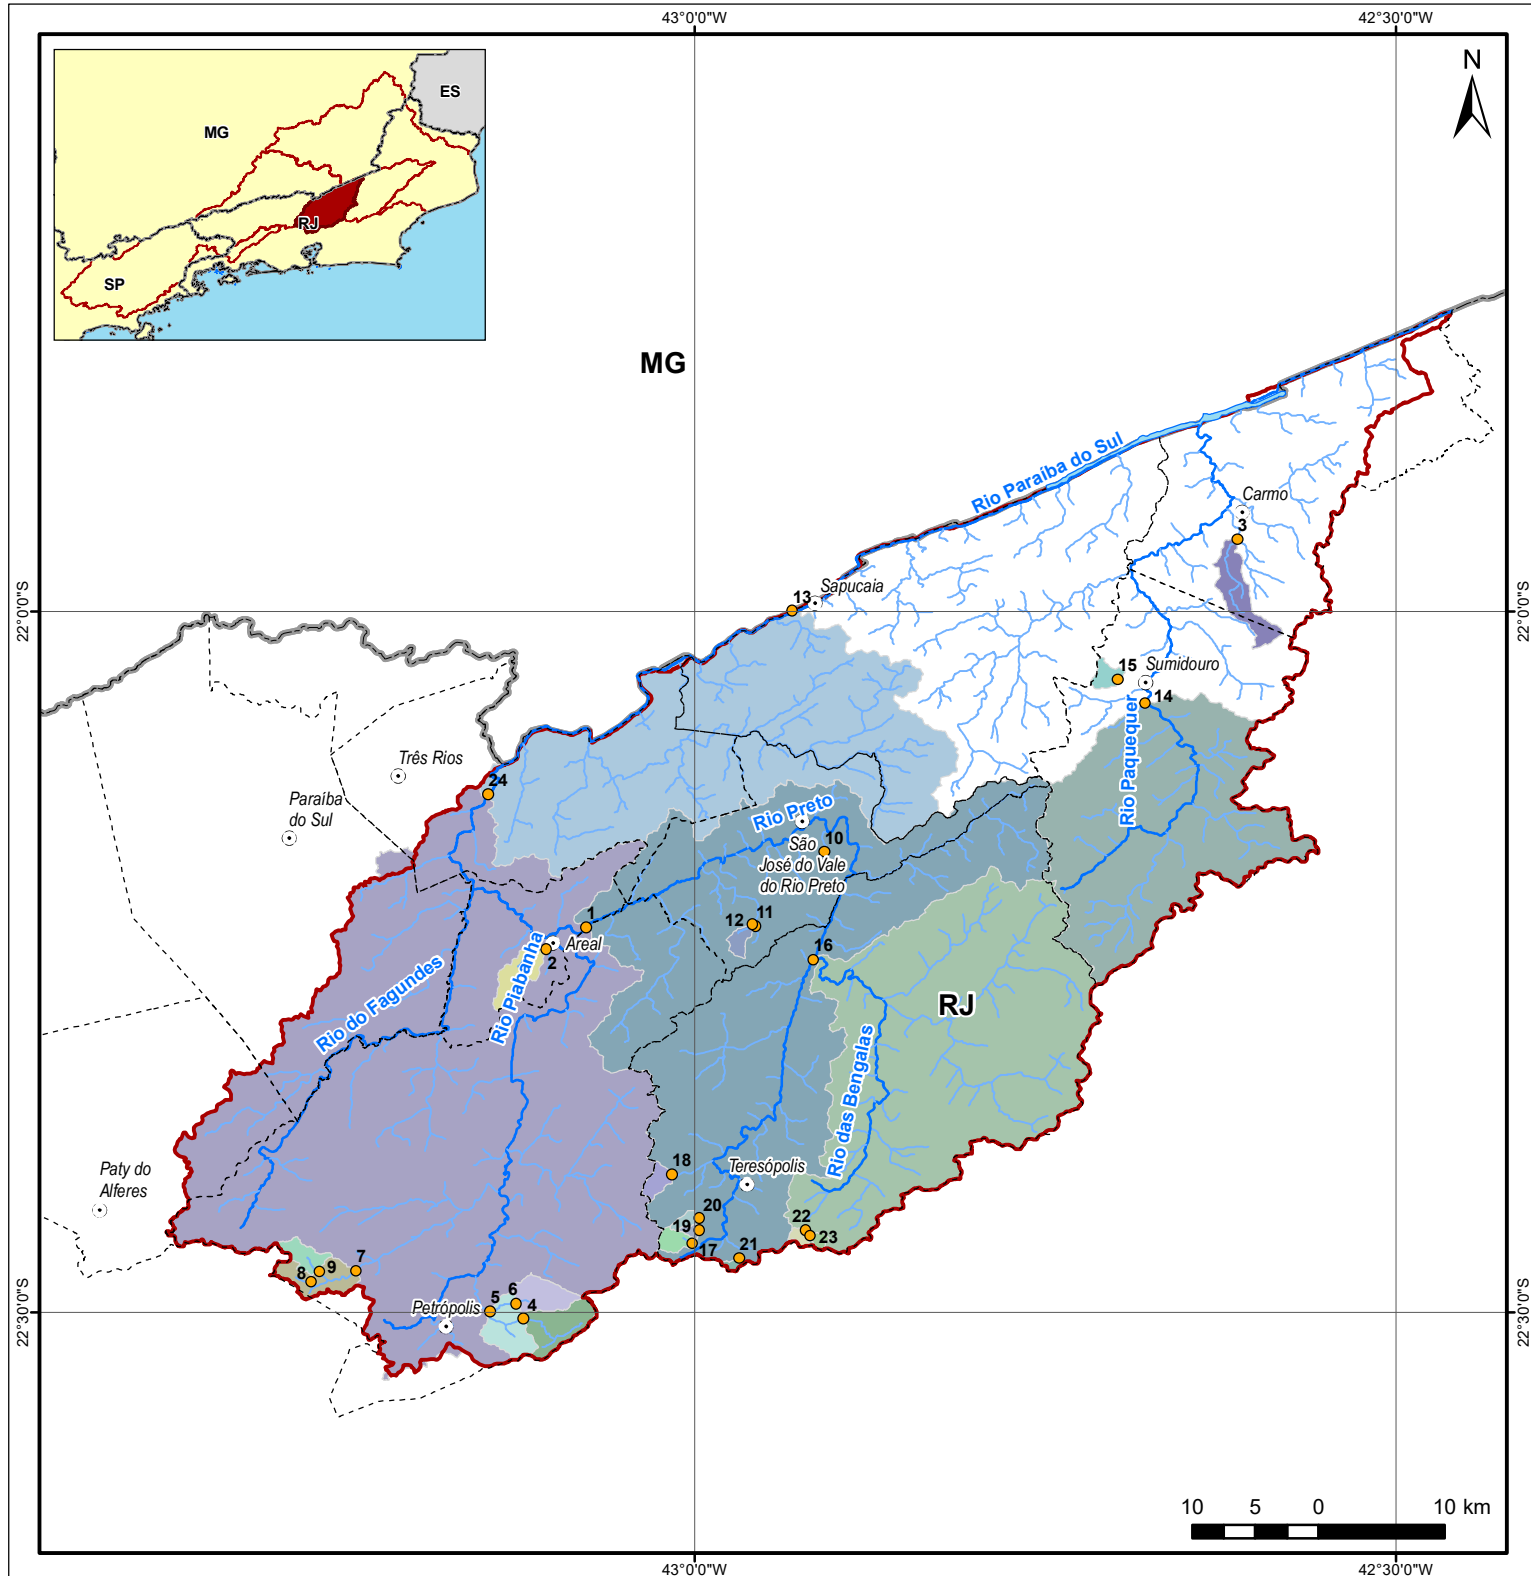 43°0'0"W
42°30'0"W
ES
MG
RJ
SP
N
MG
Rio Paraíba do Sul
Carmo
3
13
Sapucaia
22°0'0"S
22°0'0"S
15
Sumidouro
14
Rio Paquequer
Três Rios
24
Paraíba
do Sul
Rio Preto
São
José do Vale
do Rio Preto
10
1
12
11
Areal
2
16
Rio Piabanha
Rio do Fagundes
RJ
Rio das Bengalas
Paty do
Alferes
18
Teresópolis
20
19
17
21
22
23
7
8
9
6
5
4
Petrópolis
22°30'0"S
22°30'0"S
10 5 0 10 km
43°0'0"W
42°30'0"W